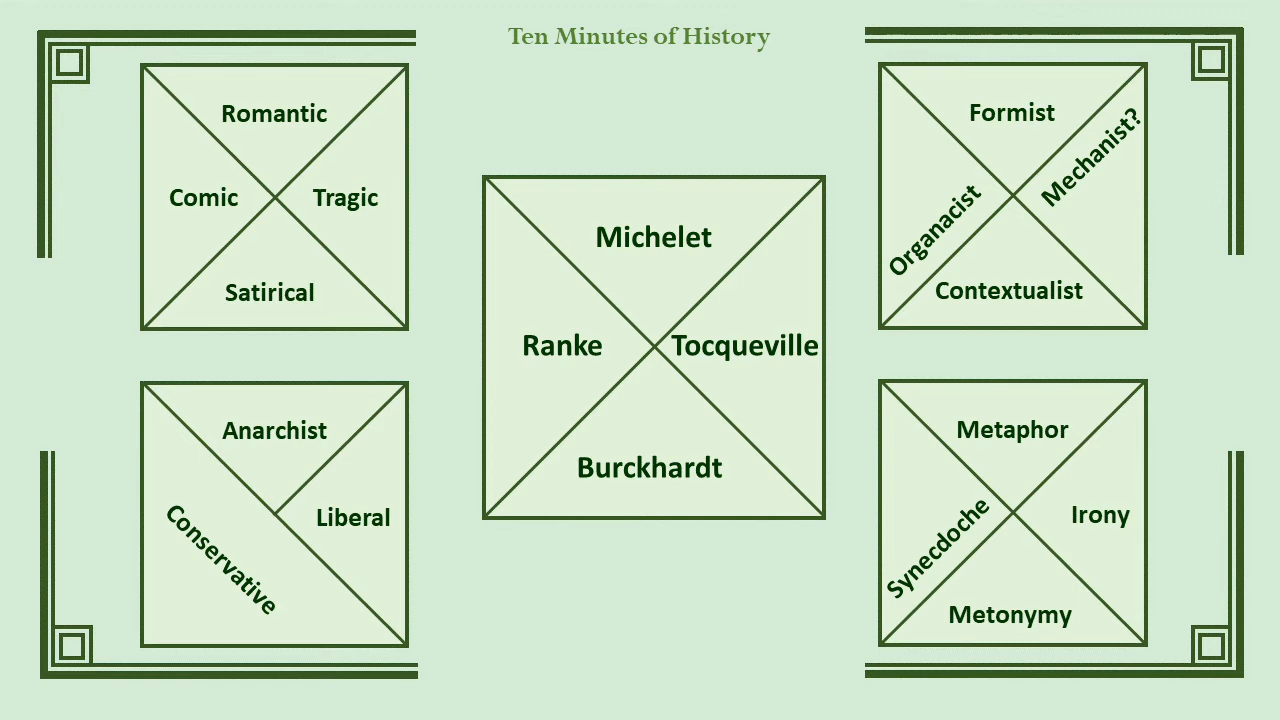 Ten Minutes of History
Romantic
Comic
Tragic
Satirical
Anarchist
Conservative
Liberal
Michelet
Ranke
Tocqueville
Burckhardt
Formist
Organacist
Mechanist?
Contextualist
Metaphor
Synecdoche
Irony
Metonymy